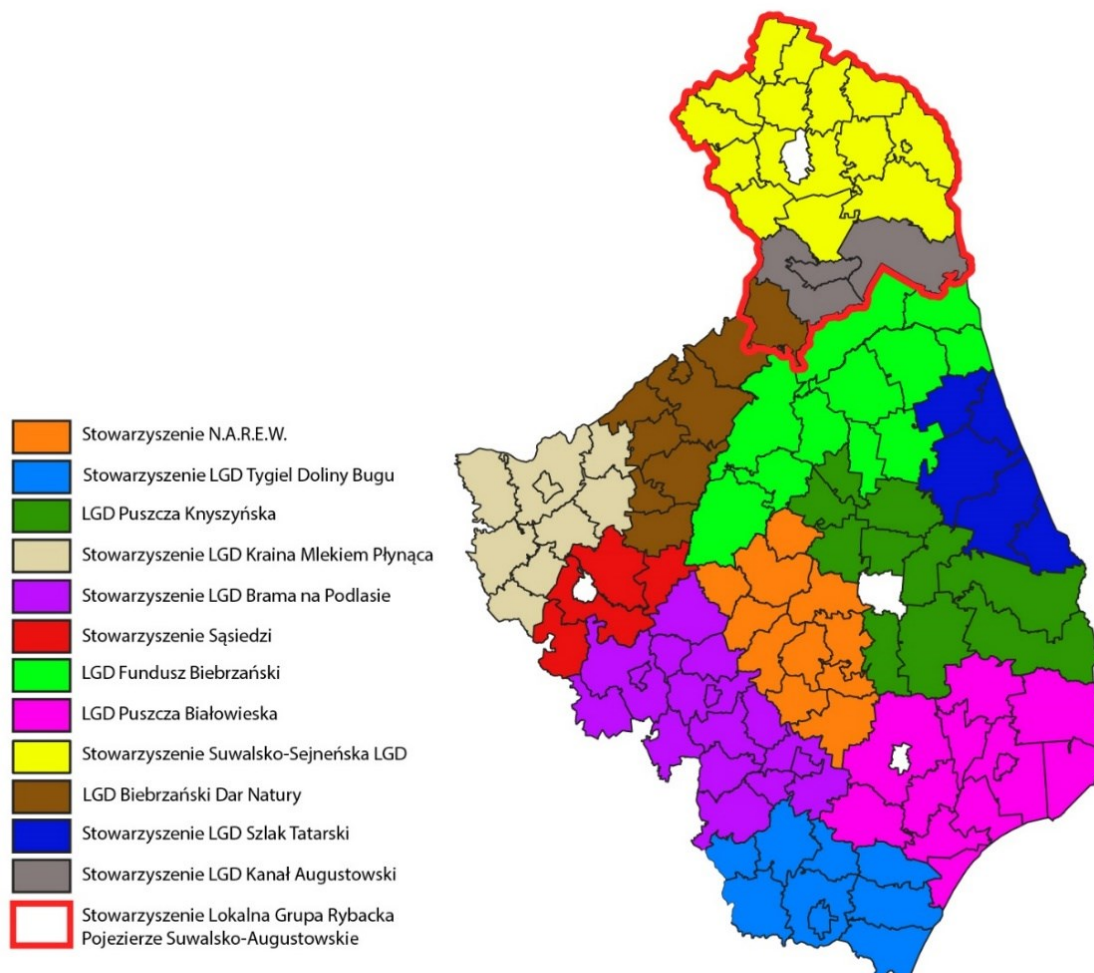 Stowarzyszenie N.A.R.E.W.
Stowarzyszenie LGD Tygiel Doliny Bugu
LGD Puszcza Knyszyńska
Stowarzyszenie LGD Kraina Mlekiem Płynąca
Stowarzyszenie LGD Brama na Podlasie
Stowarzyszenie Sąsiedzi
LGD Fundusz Biebrzański
LGD Puszcza Białowieska
Stowarzyszenie Suwalsko-Sejneńska LGD
LGD Biebrzański Dar Natury
Stowarzyszenie LGD Szlak Tatarski
Stowarzyszenie LGD Kanał Augustowski
Stowarzyszenie Lokalna Grupa Rybacka
Pojezierze Suwalsko-Augustowskie